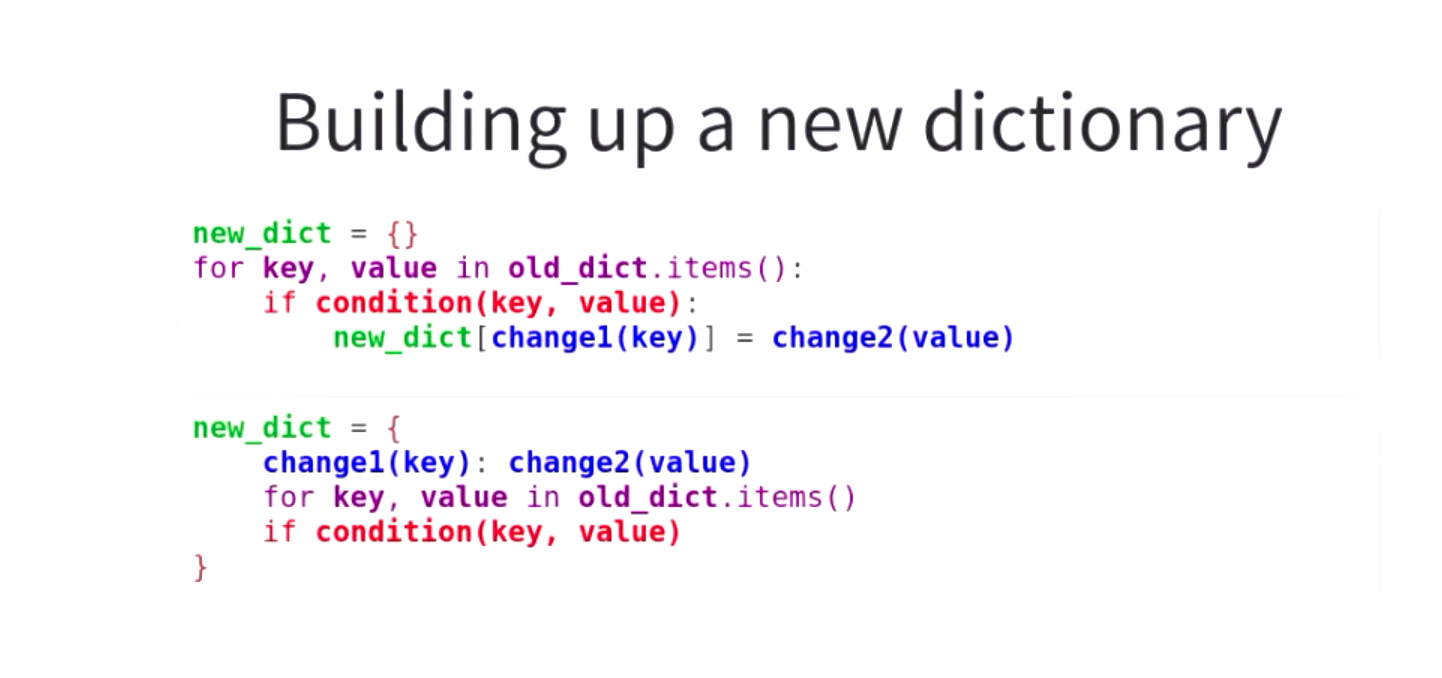 Building up a new dictionary
new_dict = {}
for key, value in old_dict.items():
    if condition(key, value):
        new_dict[change1(key)] = change2(value)
new_dict = {
    change1(key): change2(value)
    for key, value in old_dict.items()
    if condition(key, value)
}